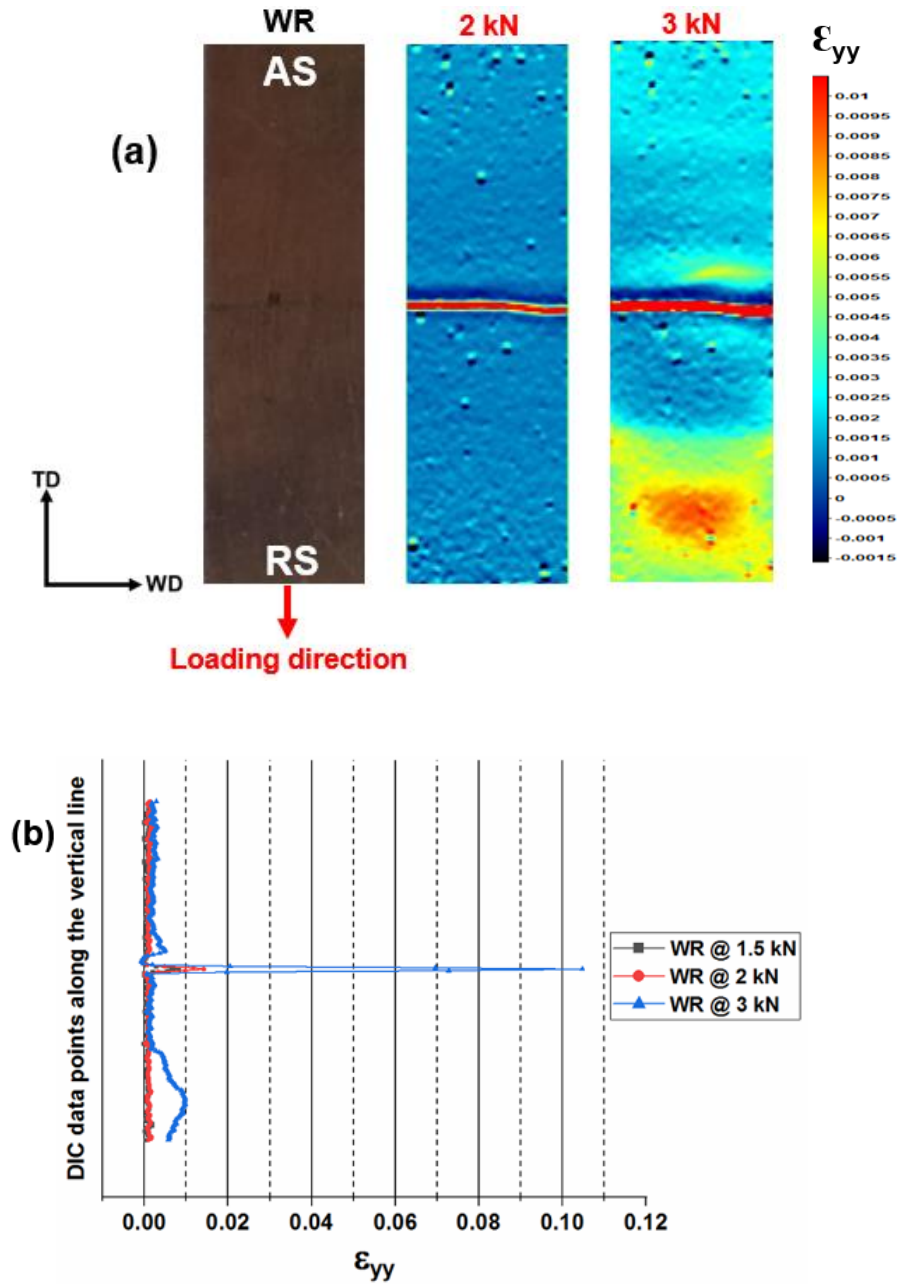 WR
2 kN
3 kN
εyy
AS
(a)
0.01
0.0095
0.009
0.0085
0.008
0.0075
0.007
0.0065
0.006
0.0055
0.005
0.0045
0.004
0.0035
0.003
0.0025
0.002
0.0015
0.001
0.0005
0
-0.0005
-0.001
-0.0015
TD
WD
RS
Loading direction
(b)
DIC data points along the vertical line
WR @ 1.5 kN
WR @ 2 kN
WR @ 3 kN
0.00 0.02 0.04 0.06 0.08 0.10 0.12
εyy